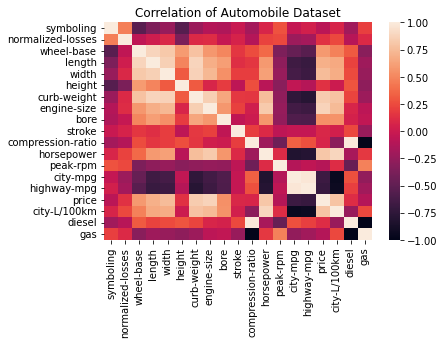 Correlation of Automobile Dataset
symboling
normalized-losses
wheel-base
length
width
height
curb-weight
engine-size
bore
stroke
compression-ratio
horsepower
peak-rpm
city-mpg
highway-mpg
price
city-L/100km
diesel
gas
symboling
normalized-losses
wheel-base
length
width
height
curb-weight
engine-size
bore
stroke
compression-ratio
horsepower
peak-rpm
city-mpg
highway-mpg
price
city-L/100km
diesel
gas
1.00
0.75
0.50
0.25
0.00
−0.25
−0.50
−0.75
−1.00